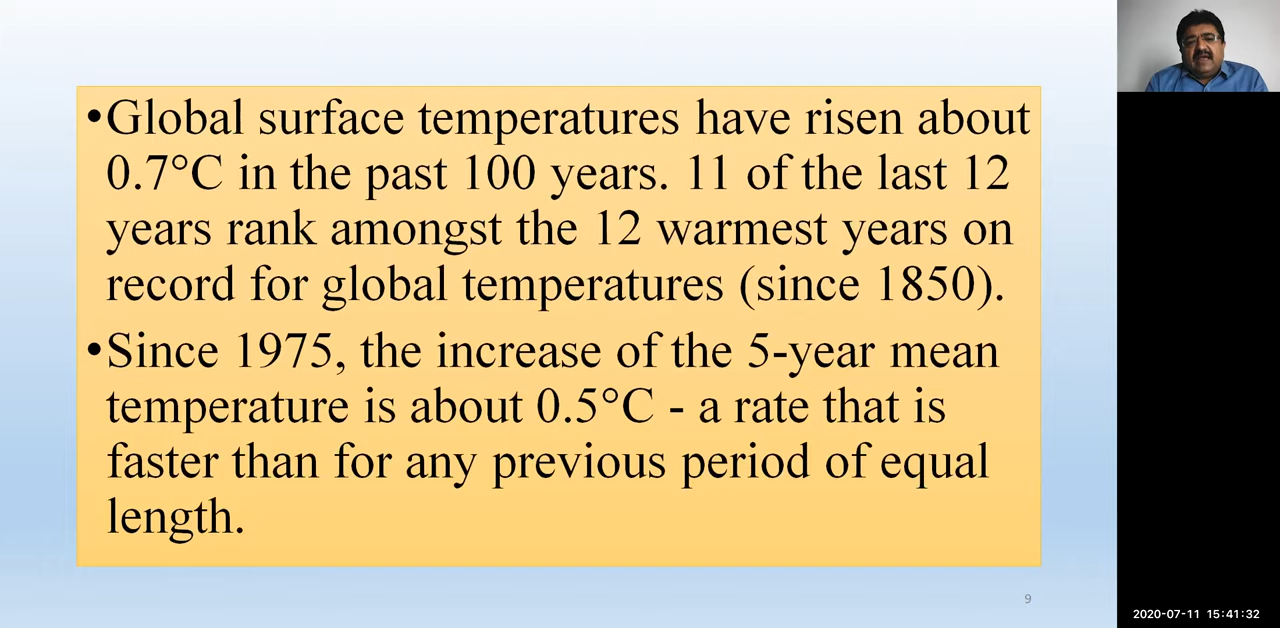 •Global surface temperatures have risen about
0.7°C in the past 100 years. 11 of the last 12
years rank amongst the 12 warmest years on
record for global temperatures (since 1850).
•Since 1975, the increase of the 5-year mean
temperature is about 0.5°C - a rate that is
faster than for any previous period of equal
length.
9
2020-07-11 15:41:32